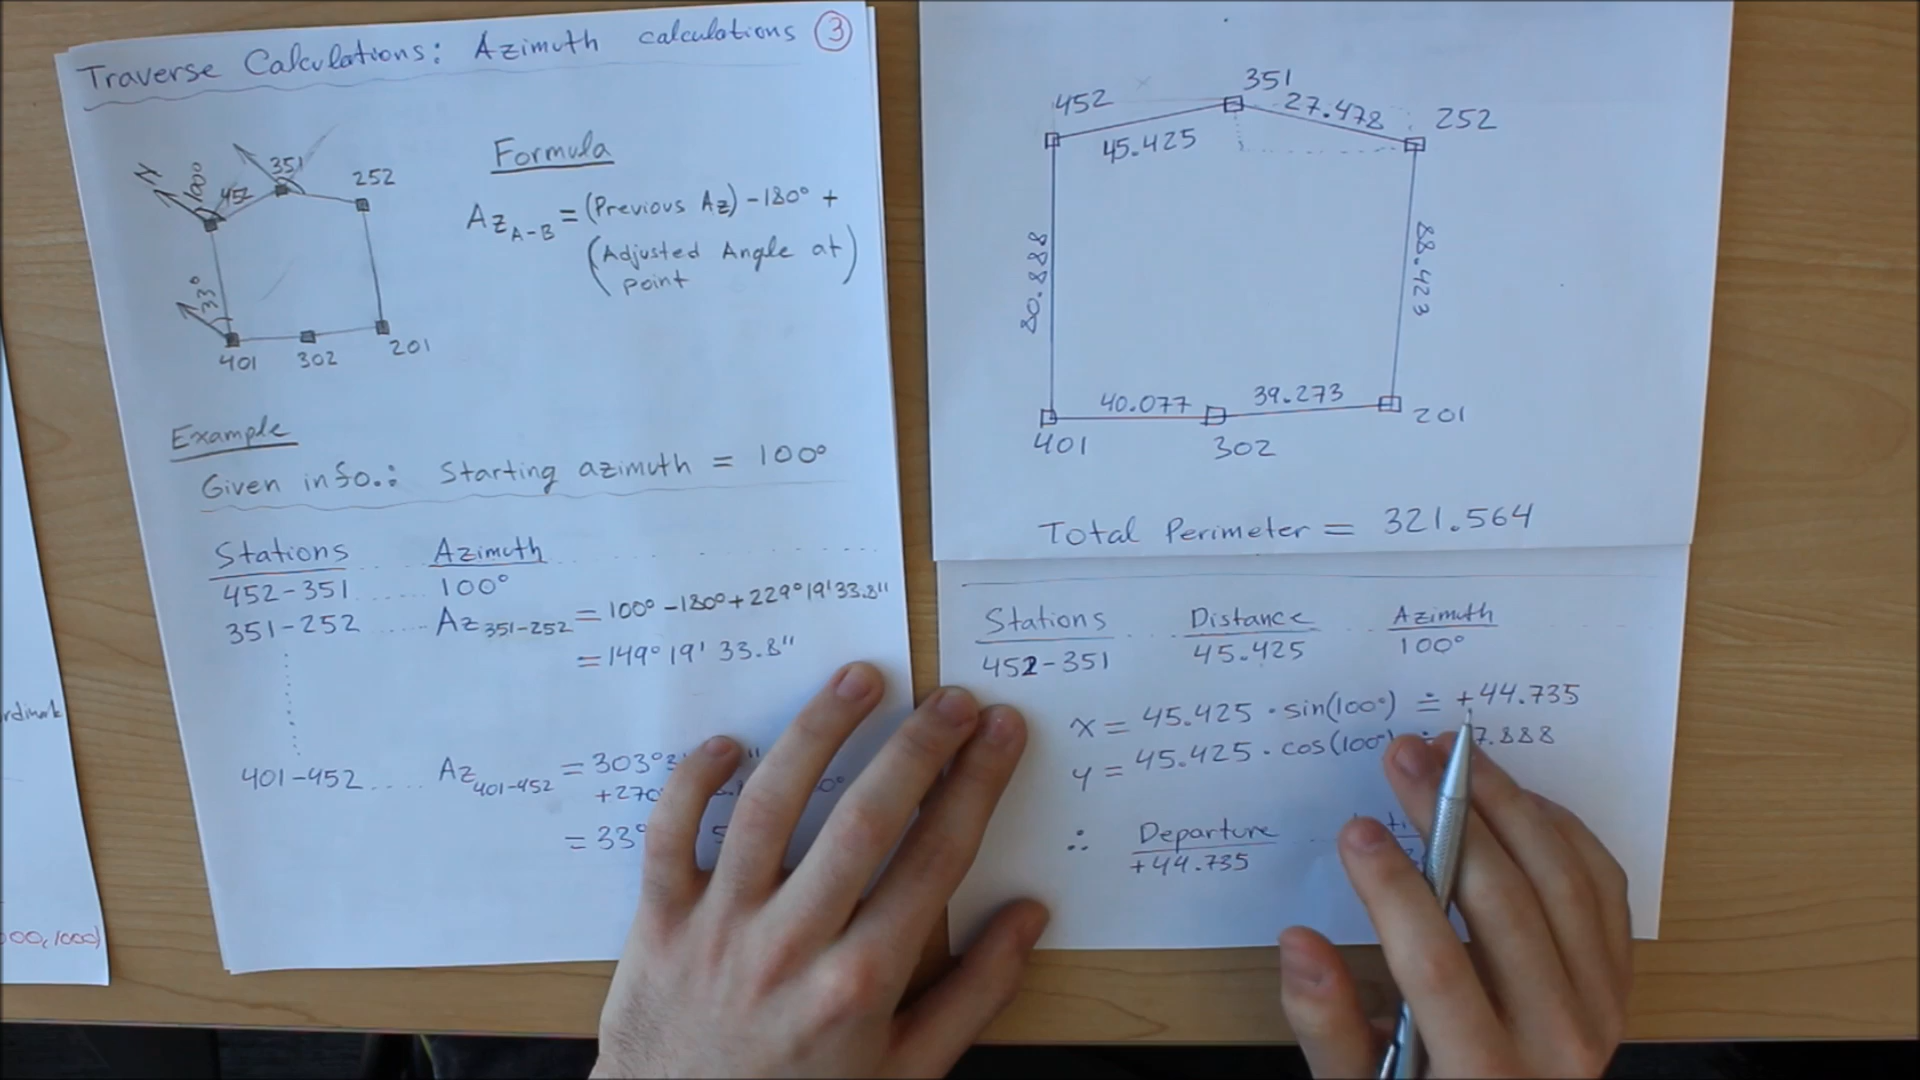 Traverse Calculations: Azimuth calculations 3
N
100°
452
351
252
33°
401
302
201
Formula
Az A-B = (Previous Az) - 180° +
(Adjusted Angle at
point)
Example
Given info.: Starting azimuth = 100°
Stations Azimuth
452-351 ..... 100°
351-252 ..... Az 351-252 = 100° - 180° + 229°19'33.8"
= 149° 19' 33.8"
401-452 .... Az 401-452 = 303°
+270
= 33°
000,1000)
452
351
27.478
252
45.425
80.888
88.423
40.077
39.273
401
302
201
Total Perimeter = 321.564
Stations Distance Azimuth
452-351 45.425 100°
x = 45.425 · sin(100°) ≐ +44.735
y = 45.425 · cos(100°) 7.888
∴ Departure
+44.735